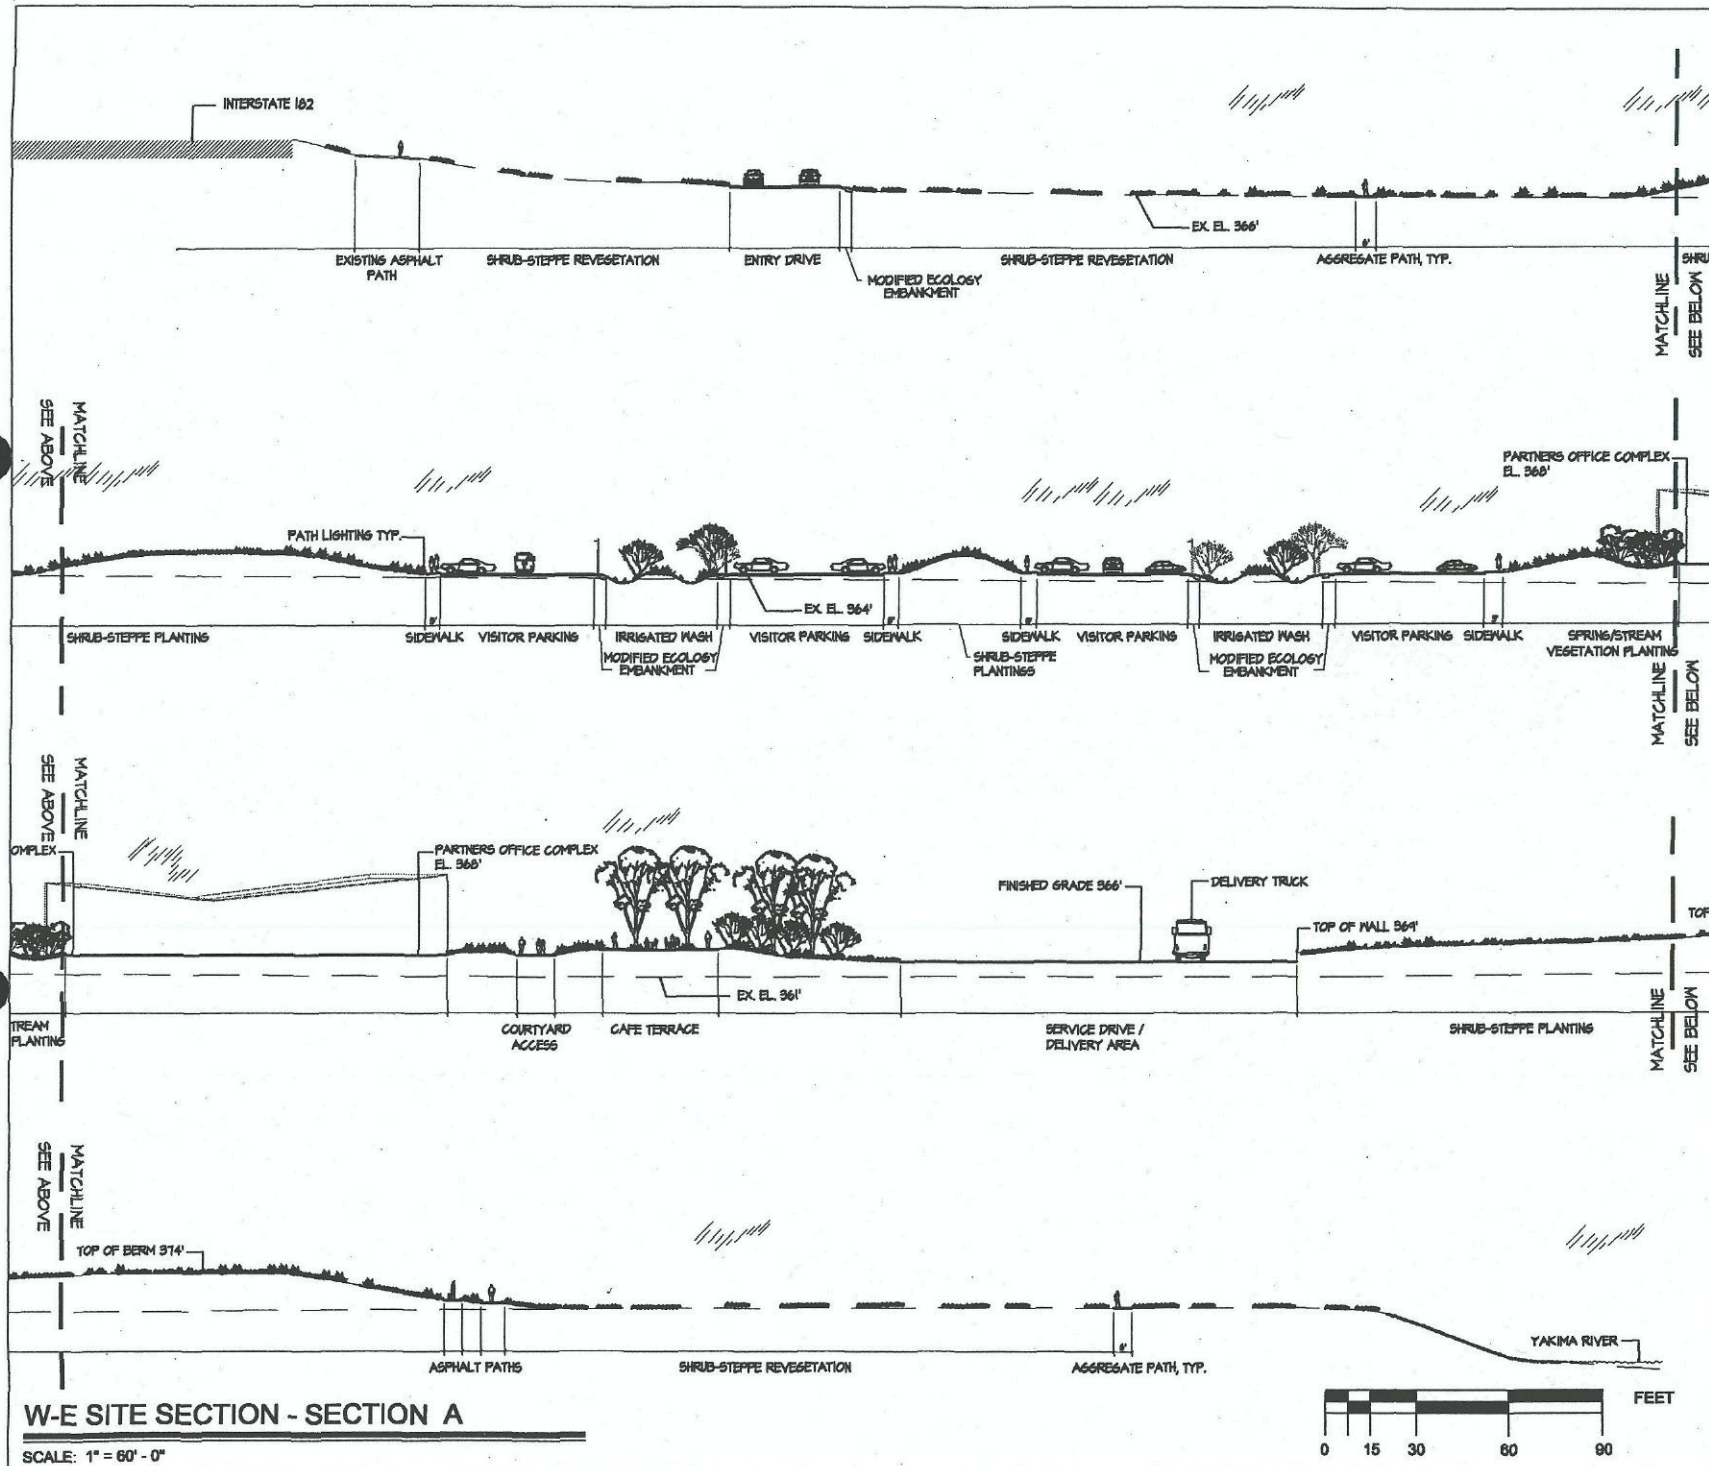 INTERSTATE 182
EX. EL. 366'
6'
EXISTING ASPHALT
PATH
SHRUB-STEPPE REVEGETATION
ENTRY DRIVE
MODIFIED ECOLOGY
EMBANKMENT
SHRUB-STEPPE REVEGETATION
AGGREGATE PATH, TYP.
SHRU
MATCHLINE
SEE BELOW
SEE ABOVE
MATCHLINE
PARTNERS OFFICE COMPLEX
EL. 368'
PATH LIGHTING TYP.
EX. EL. 364'
SHRUB-STEPPE PLANTING
SIDEWALK
VISITOR PARKING
IRRIGATED WASH
MODIFIED ECOLOGY
EMBANKMENT
VISITOR PARKING
SIDEWALK
SHRUB-STEPPE
PLANTINGS
SIDEWALK
VISITOR PARKING
IRRIGATED WASH
MODIFIED ECOLOGY
EMBANKMENT
VISITOR PARKING
SIDEWALK
SPRING/STREAM
VEGETATION PLANTING
MATCHLINE
SEE BELOW
SEE ABOVE
MATCHLINE
OMPLEX
PARTNERS OFFICE COMPLEX
EL. 368'
FINISHED GRADE 366'
DELIVERY TRUCK
TOP OF WALL 369'
TOP
EX. EL. 361'
TREAM
PLANTING
COURTYARD
ACCESS
CAFE TERRACE
SERVICE DRIVE /
DELIVERY AREA
SHRUB-STEPPE PLANTING
MATCHLINE
SEE BELOW
SEE ABOVE
MATCHLINE
TOP OF BERM 374'
YAKIMA RIVER
ASPHALT PATHS
SHRUB-STEPPE REVEGETATION
AGGREGATE PATH, TYP.
W-E SITE SECTION - SECTION A
SCALE: 1" = 60' - 0"
FEET
0 15 30 60 90